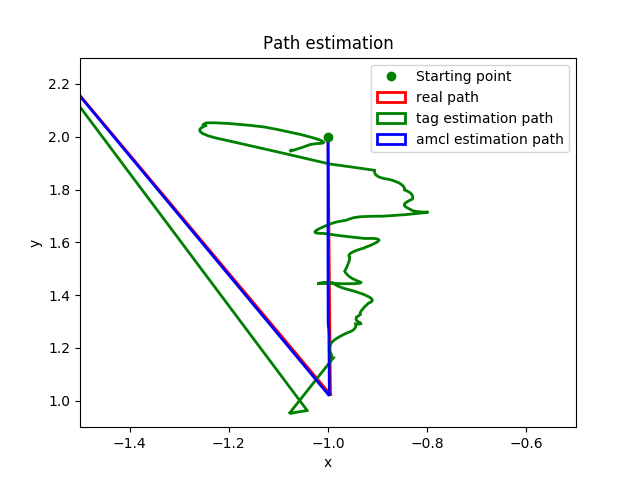 Path estimation
Starting point
real path
tag estimation path
amcl estimation path
2.2
2.0
1.8
1.6
1.4
1.2
1.0
y
−1.4
−1.2
−1.0
−0.8
−0.6
x